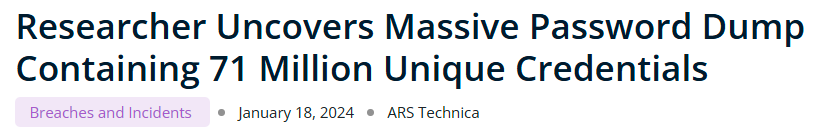 Researcher Uncovers Massive Password Dump
Containing 71 Million Unique Credentials
Breaches and Incidents • January 18, 2024 • ARS Technica